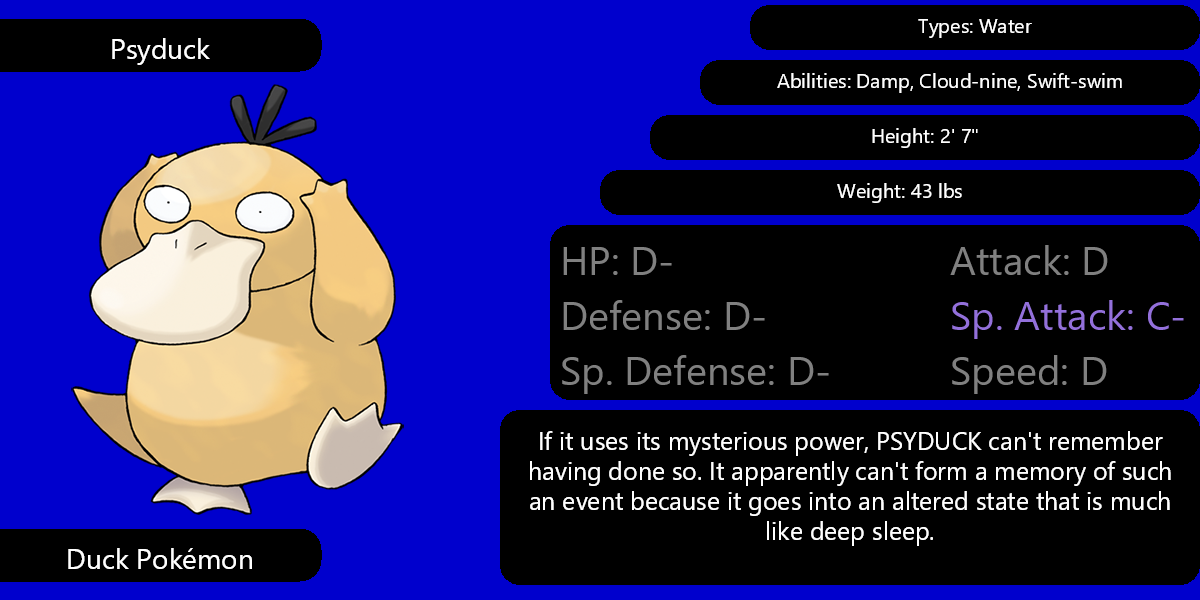 Psyduck
Types: Water
Abilities: Damp, Cloud-nine, Swift-swim
Height: 2' 7"
Weight: 43 lbs
HP: D-
Attack: D
Defense: D-
Sp. Attack: C-
Sp. Defense: D-
Speed: D
If it uses its mysterious power, PSYDUCK can't remember
having done so. It apparently can't form a memory of such
an event because it goes into an altered state that is much
like deep sleep.
Duck Pokémon